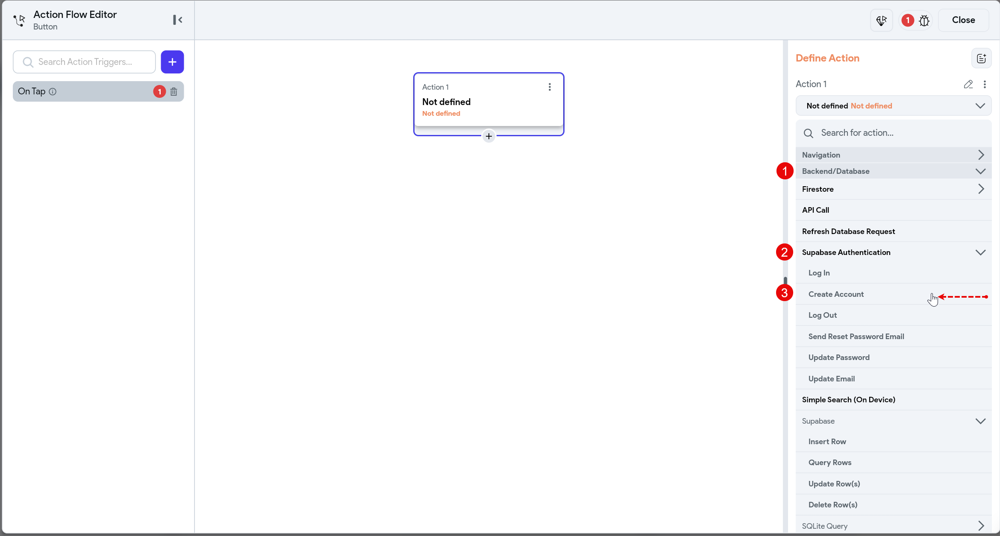 Action Flow Editor
Button
1
Close
Search Action Triggers...
+
On Tap
1
Action 1
Not defined
Not defined
+
Define Action
Action 1
Not defined Not defined
Search for action...
Navigation
1
Backend/Database
Firestore
API Call
Refresh Database Request
2
Supabase Authentication
Log In
3
Create Account
Log Out
Send Reset Password Email
Update Password
Update Email
Simple Search (On Device)
Supabase
Insert Row
Query Rows
Update Row(s)
Delete Row(s)
SQLite Query